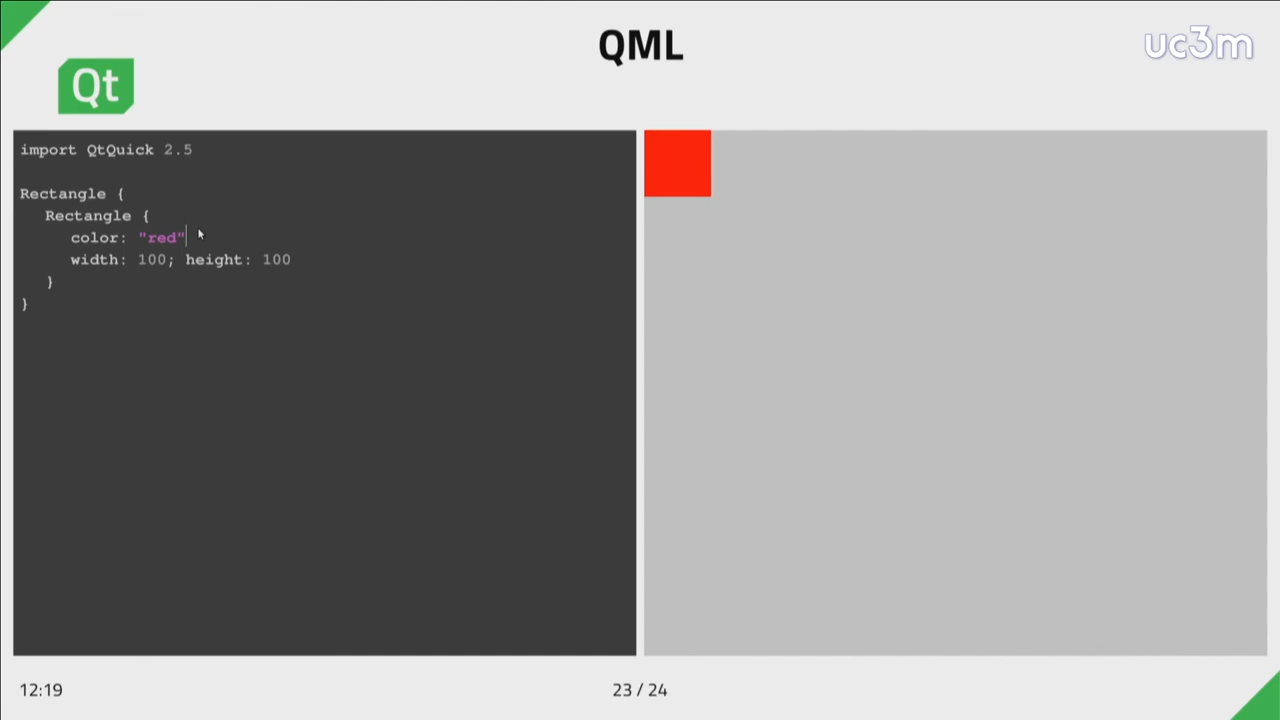 QML
uc3m
Qt
import QtQuick 2.5
Rectangle {
Rectangle {
color: "red"
width: 100; height: 100
}
}
12:19
23 / 24